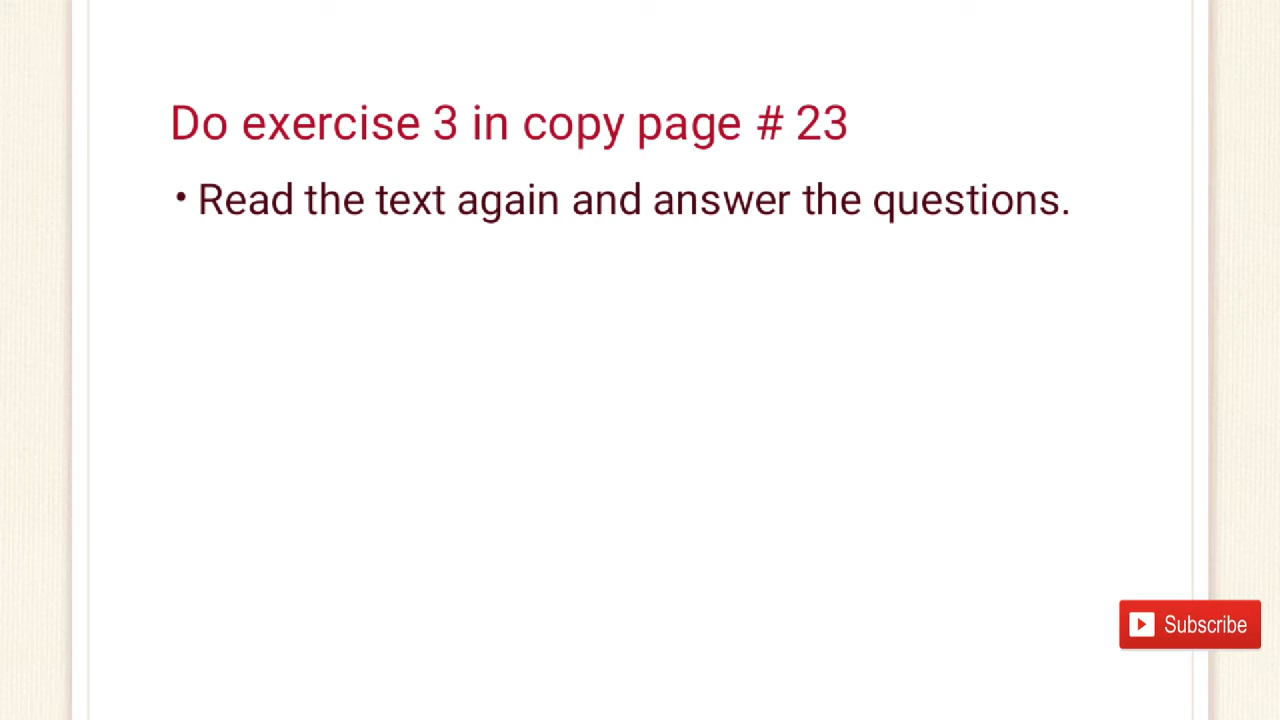 Do exercise 3 in copy page # 23
• Read the text again and answer the questions.
Subscribe